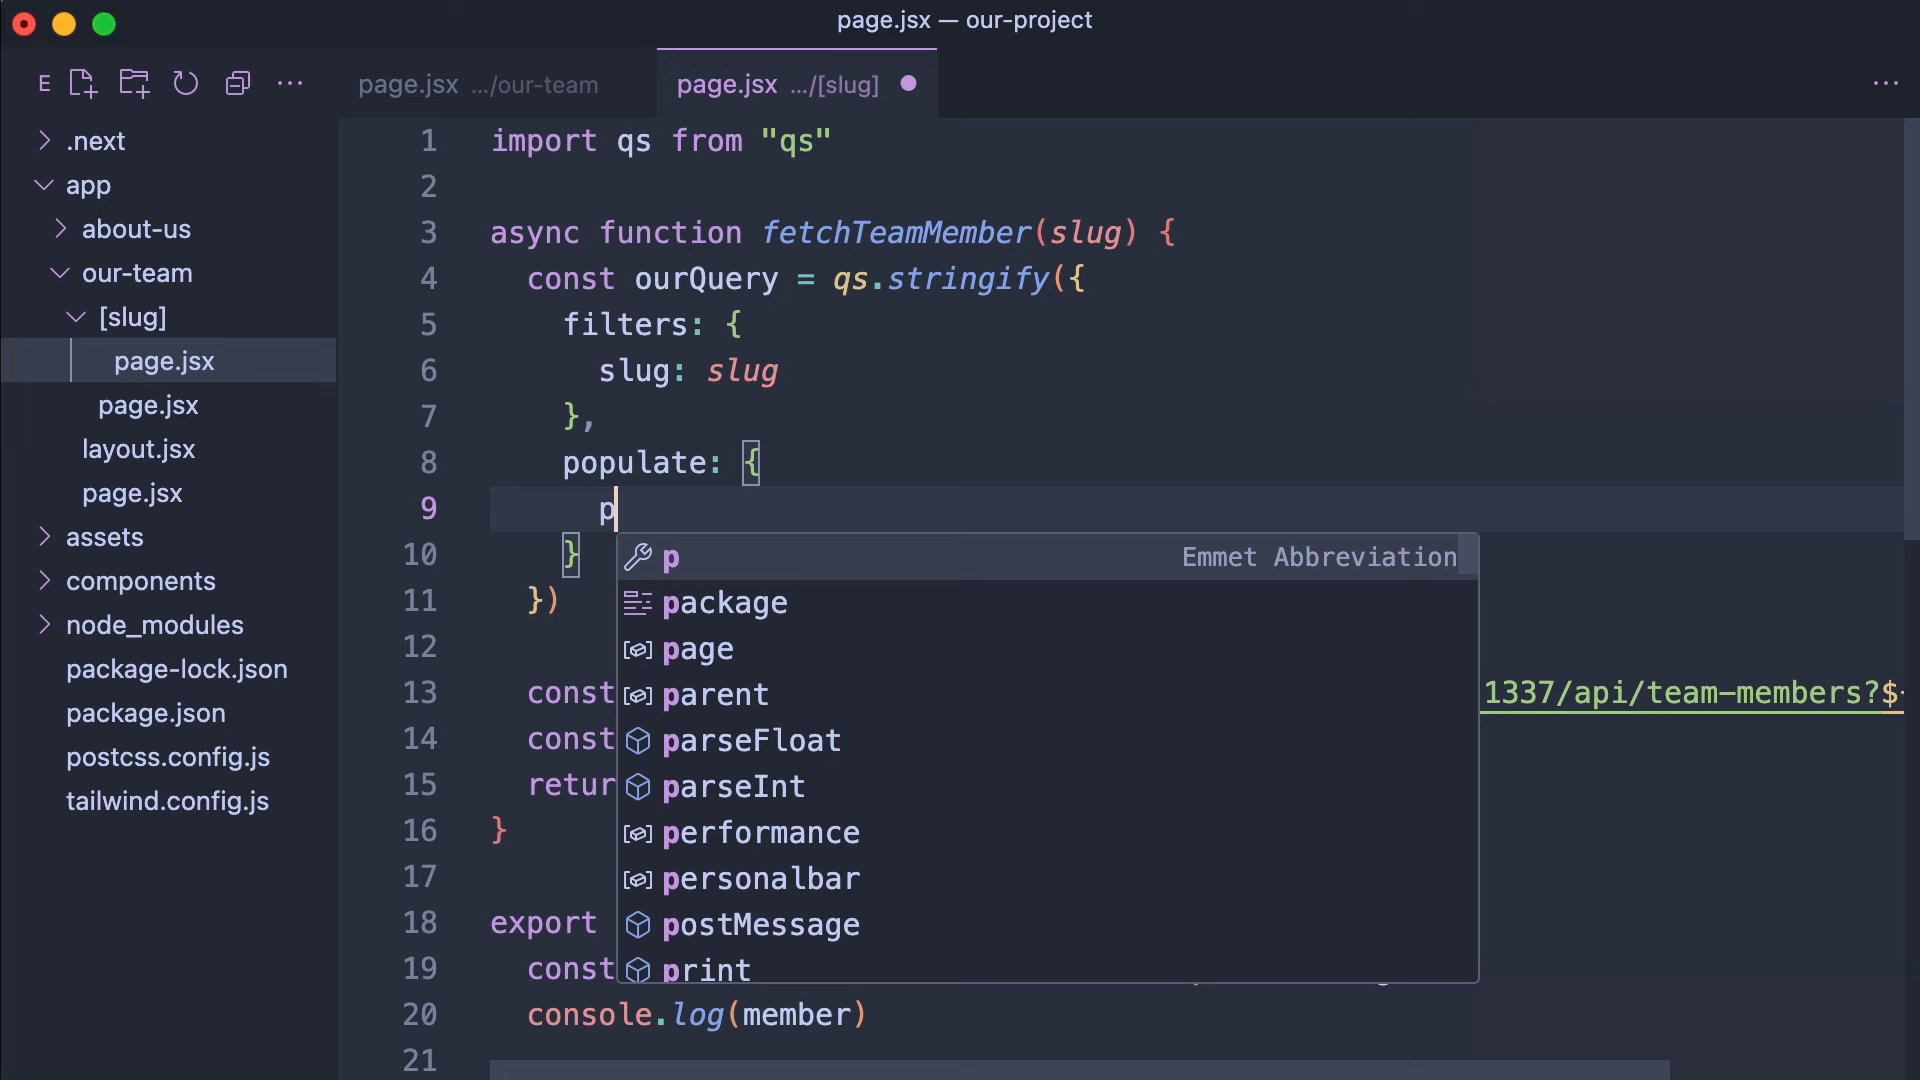 page.jsx — our-project
E
page.jsx .../our-team
page.jsx .../[slug]
.next
app
about-us
our-team
[slug]
page.jsx
page.jsx
layout.jsx
page.jsx
assets
components
node_modules
package-lock.json
package.json
postcss.config.js
tailwind.config.js
1 import qs from "qs"
2
3 async function fetchTeamMember(slug) {
4 const ourQuery = qs.stringify({
5 filters: {
6 slug: slug
7 },
8 populate: {
9 p
10 }
11 })
12
13 const 1337/api/team-members?$
14 const
15 retur
16 }
17
18 export
19 const
20 console.log(member)
21
p Emmet Abbreviation
package
page
parent
parseFloat
parseInt
performance
personalbar
postMessage
print